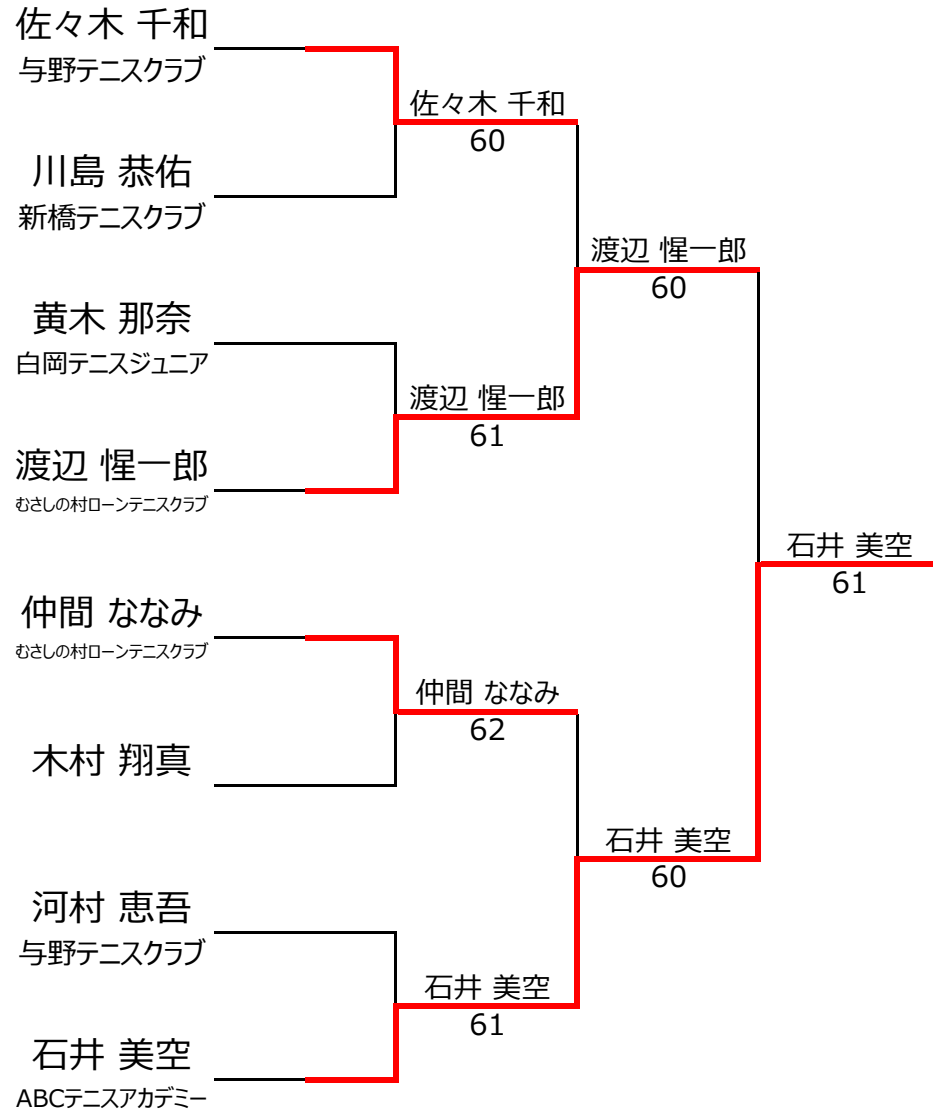 佐々木 千和
与野テニスクラブ
川島 恭佑
新橋テニスクラブ
黄木 那奈
白岡テニスジュニア
渡辺 惺一郎
むさしの村ローンテニスクラブ
仲間 ななみ
むさしの村ローンテニスクラブ
木村 翔真
河村 恵吾
与野テニスクラブ
石井 美空
ABCテニスアカデミー
佐々木 千和
60
渡辺 惺一郎
61
仲間 ななみ
62
石井 美空
61
渡辺 惺一郎
60
石井 美空
60
石井 美空
61